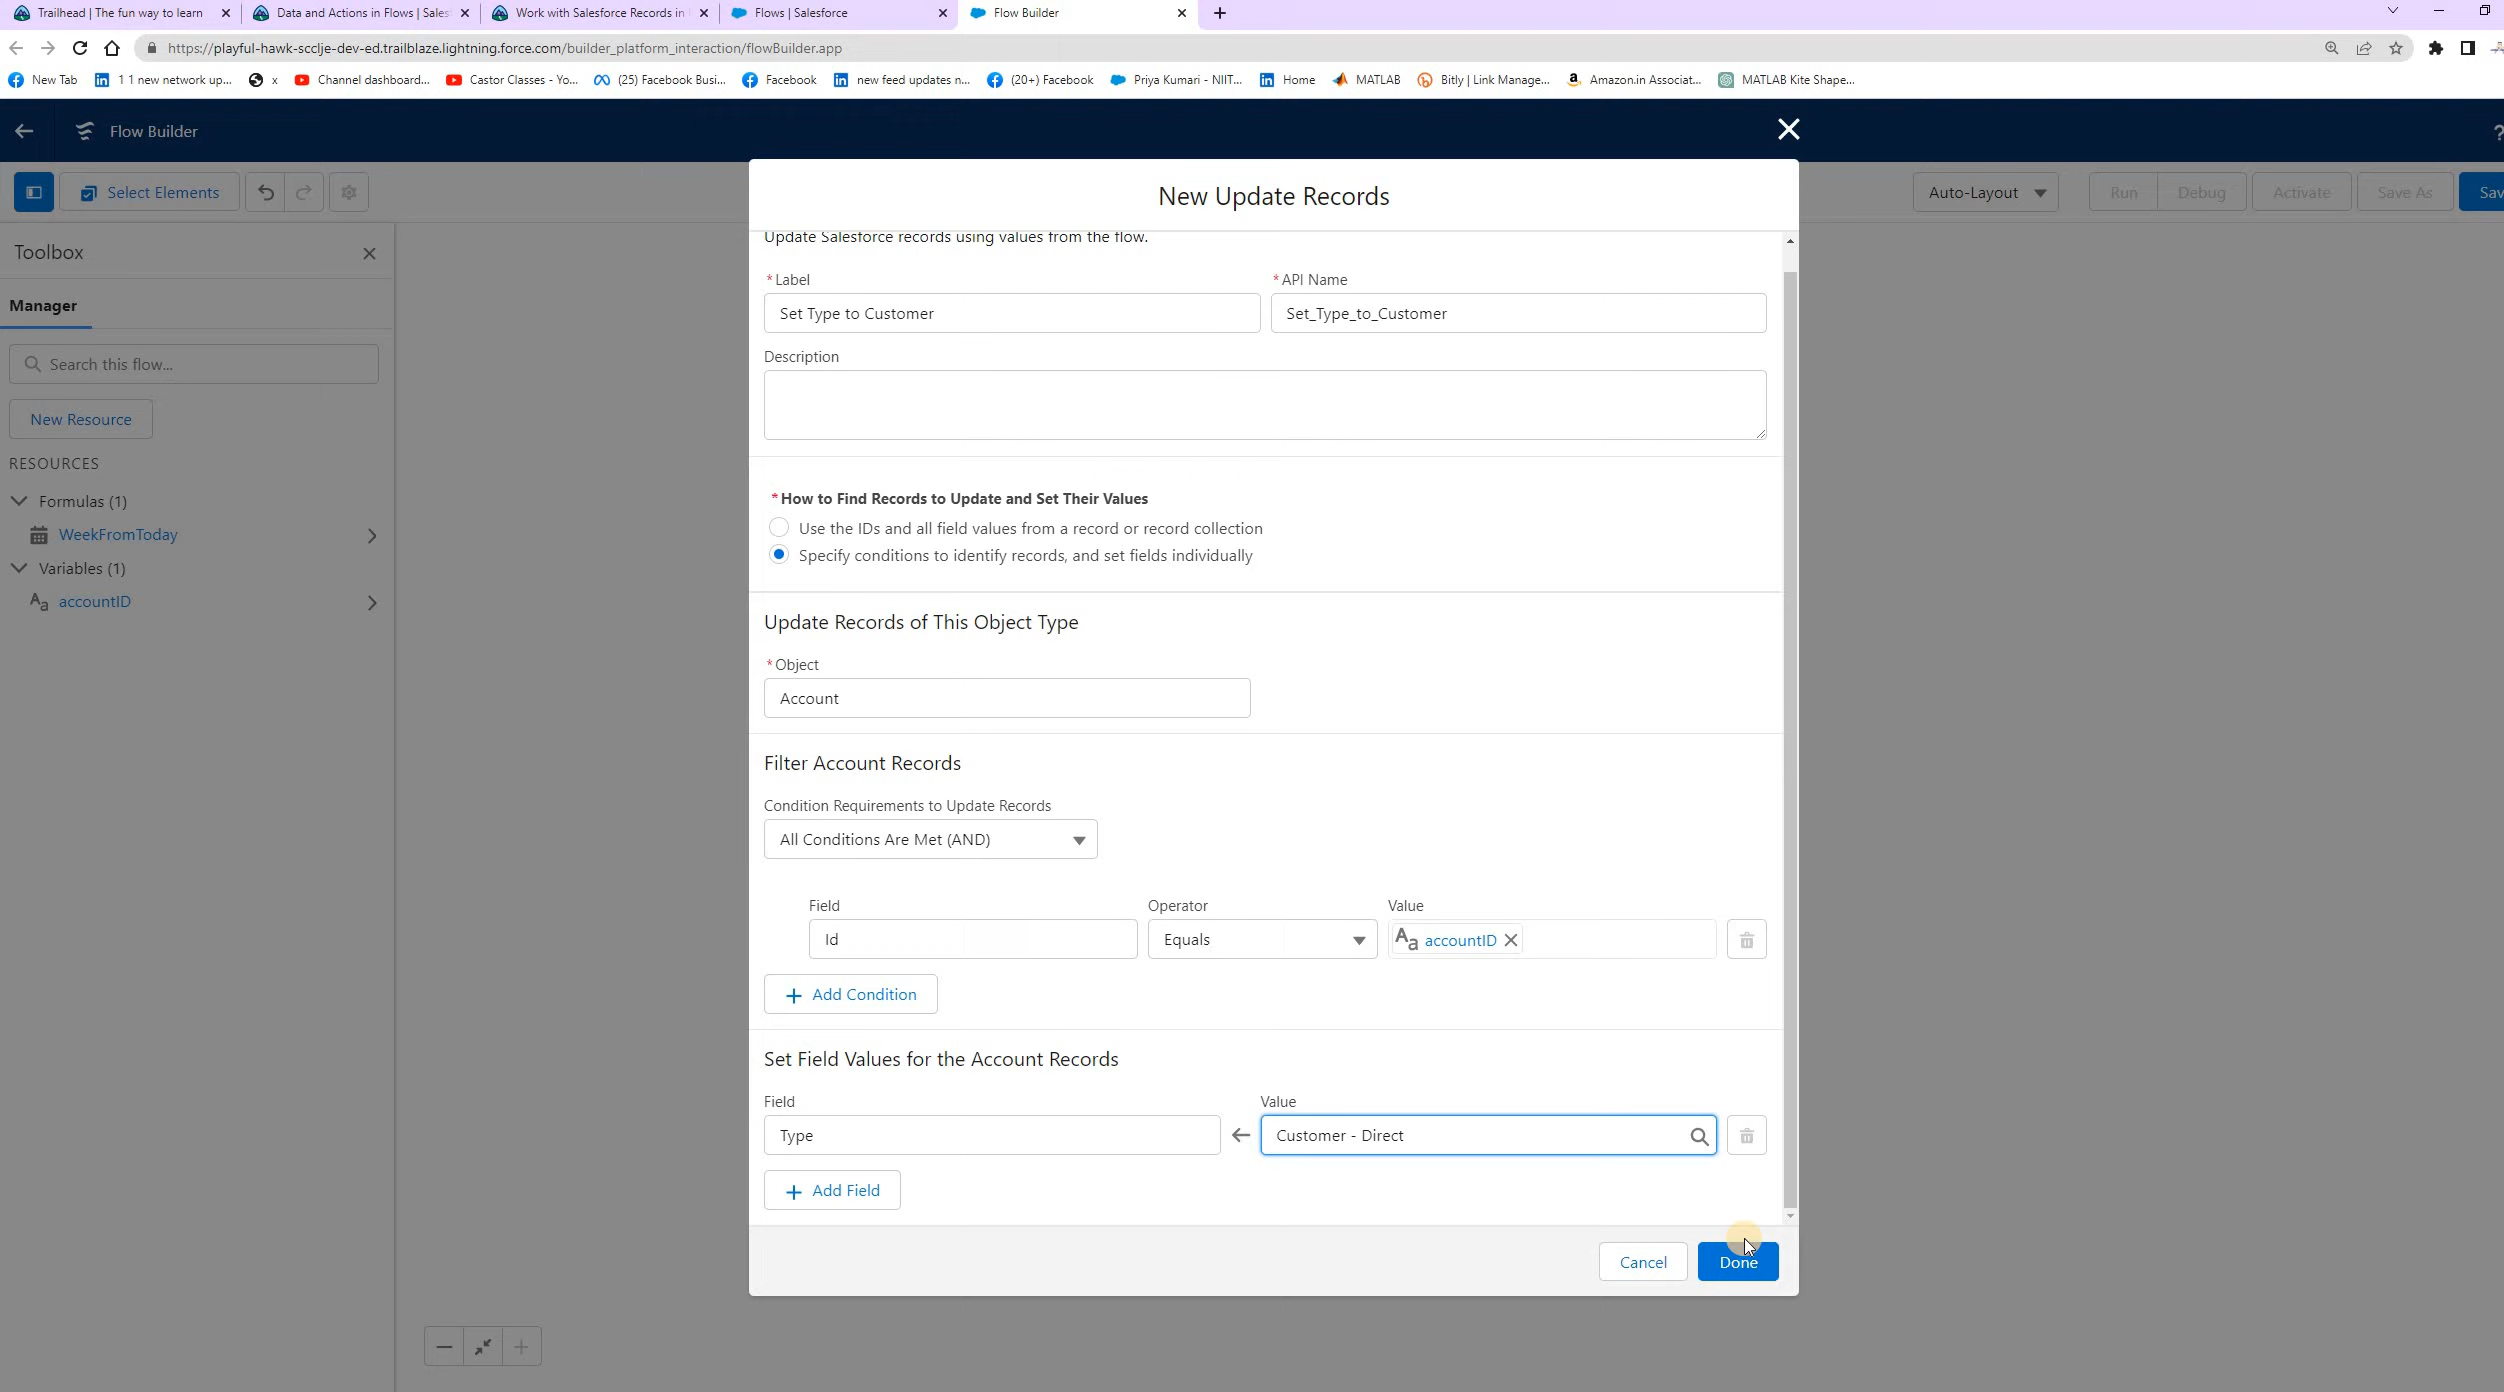 Trailhead | The fun way to learn
Data and Actions in Flows | Sales
Work with Salesforce Records in
Flows | Salesforce
Flow Builder
https://playful-hawk-scclje-dev-ed.trailblaze.lightning.force.com/builder_platform_interaction/flowBuilder.app
New Tab
1 1 new network up...
x
Channel dashboard...
Castor Classes - Yo...
(25) Facebook Busi...
Facebook
new feed updates n...
(20+) Facebook
Priya Kumari - NIIT...
Home
MATLAB
Bitly | Link Manage...
Amazon.in Associat...
MATLAB Kite Shape...
Flow Builder
?
Select Elements
Auto-Layout
Run
Debug
Activate
Save As
Sav
Toolbox
Manager
Search this flow...
New Resource
RESOURCES
Formulas (1)
WeekFromToday
Variables (1)
Aa accountID
New Update Records
Update Salesforce records using values from the flow.
*Label
*API Name
Set Type to Customer
Set_Type_to_Customer
Description
*How to Find Records to Update and Set Their Values
Use the IDs and all field values from a record or record collection
Specify conditions to identify records, and set fields individually
Update Records of This Object Type
*Object
Account
Filter Account Records
Condition Requirements to Update Records
All Conditions Are Met (AND)
Field
Operator
Value
Id
Equals
Aa accountID
+ Add Condition
Set Field Values for the Account Records
Field
Value
Type
Customer - Direct
+ Add Field
Cancel
Done